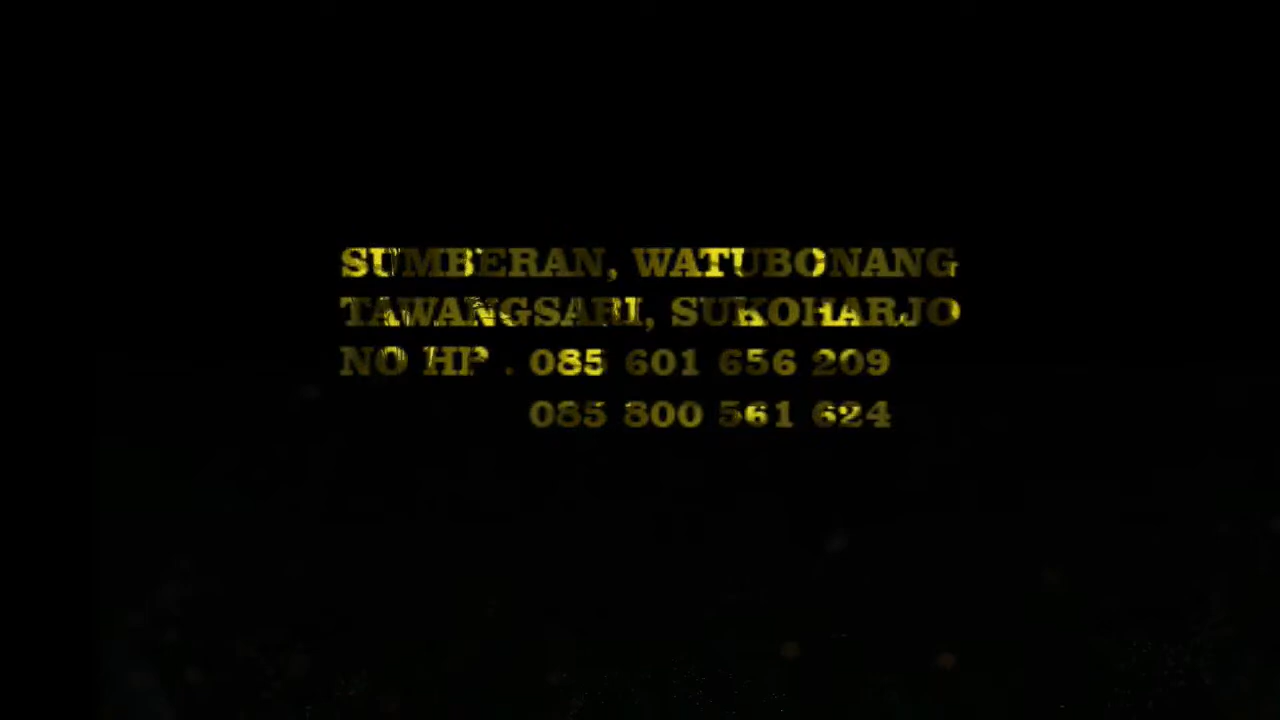 SUMBERAN, WATUBONANG
TAWANGSARI, SUKOHARJO
NO HP . 085 601 656 209
085 800 561 624